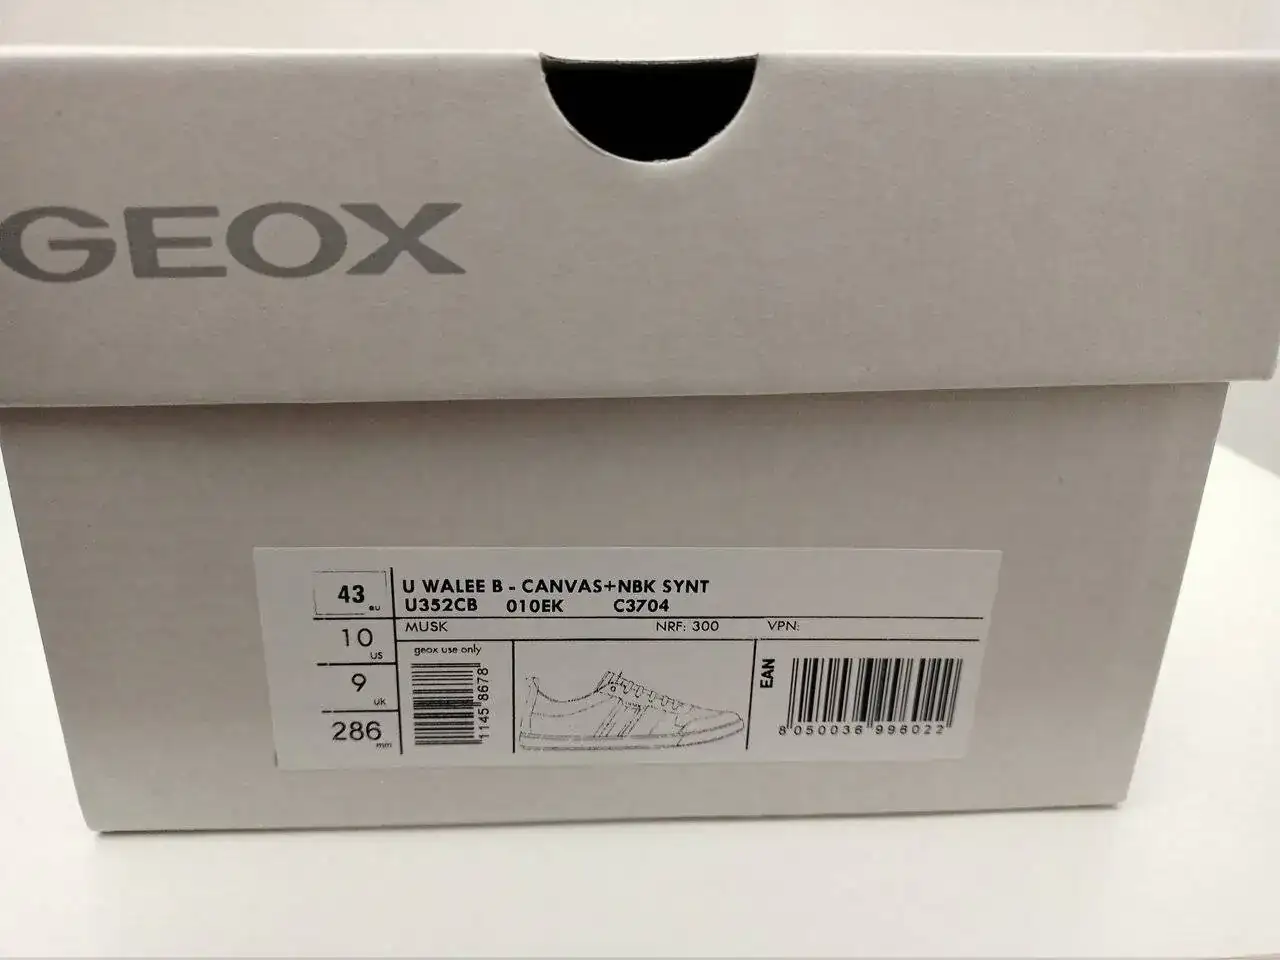 GEOX
43 eu
10 US
9 UK
286 mm
U WALEE B - CANVAS+NBK SYNT
U352CB 010EK C3704
MUSK NRF: 300 VPN:
geox use only
1145 8678
EAN
8 050036 996022